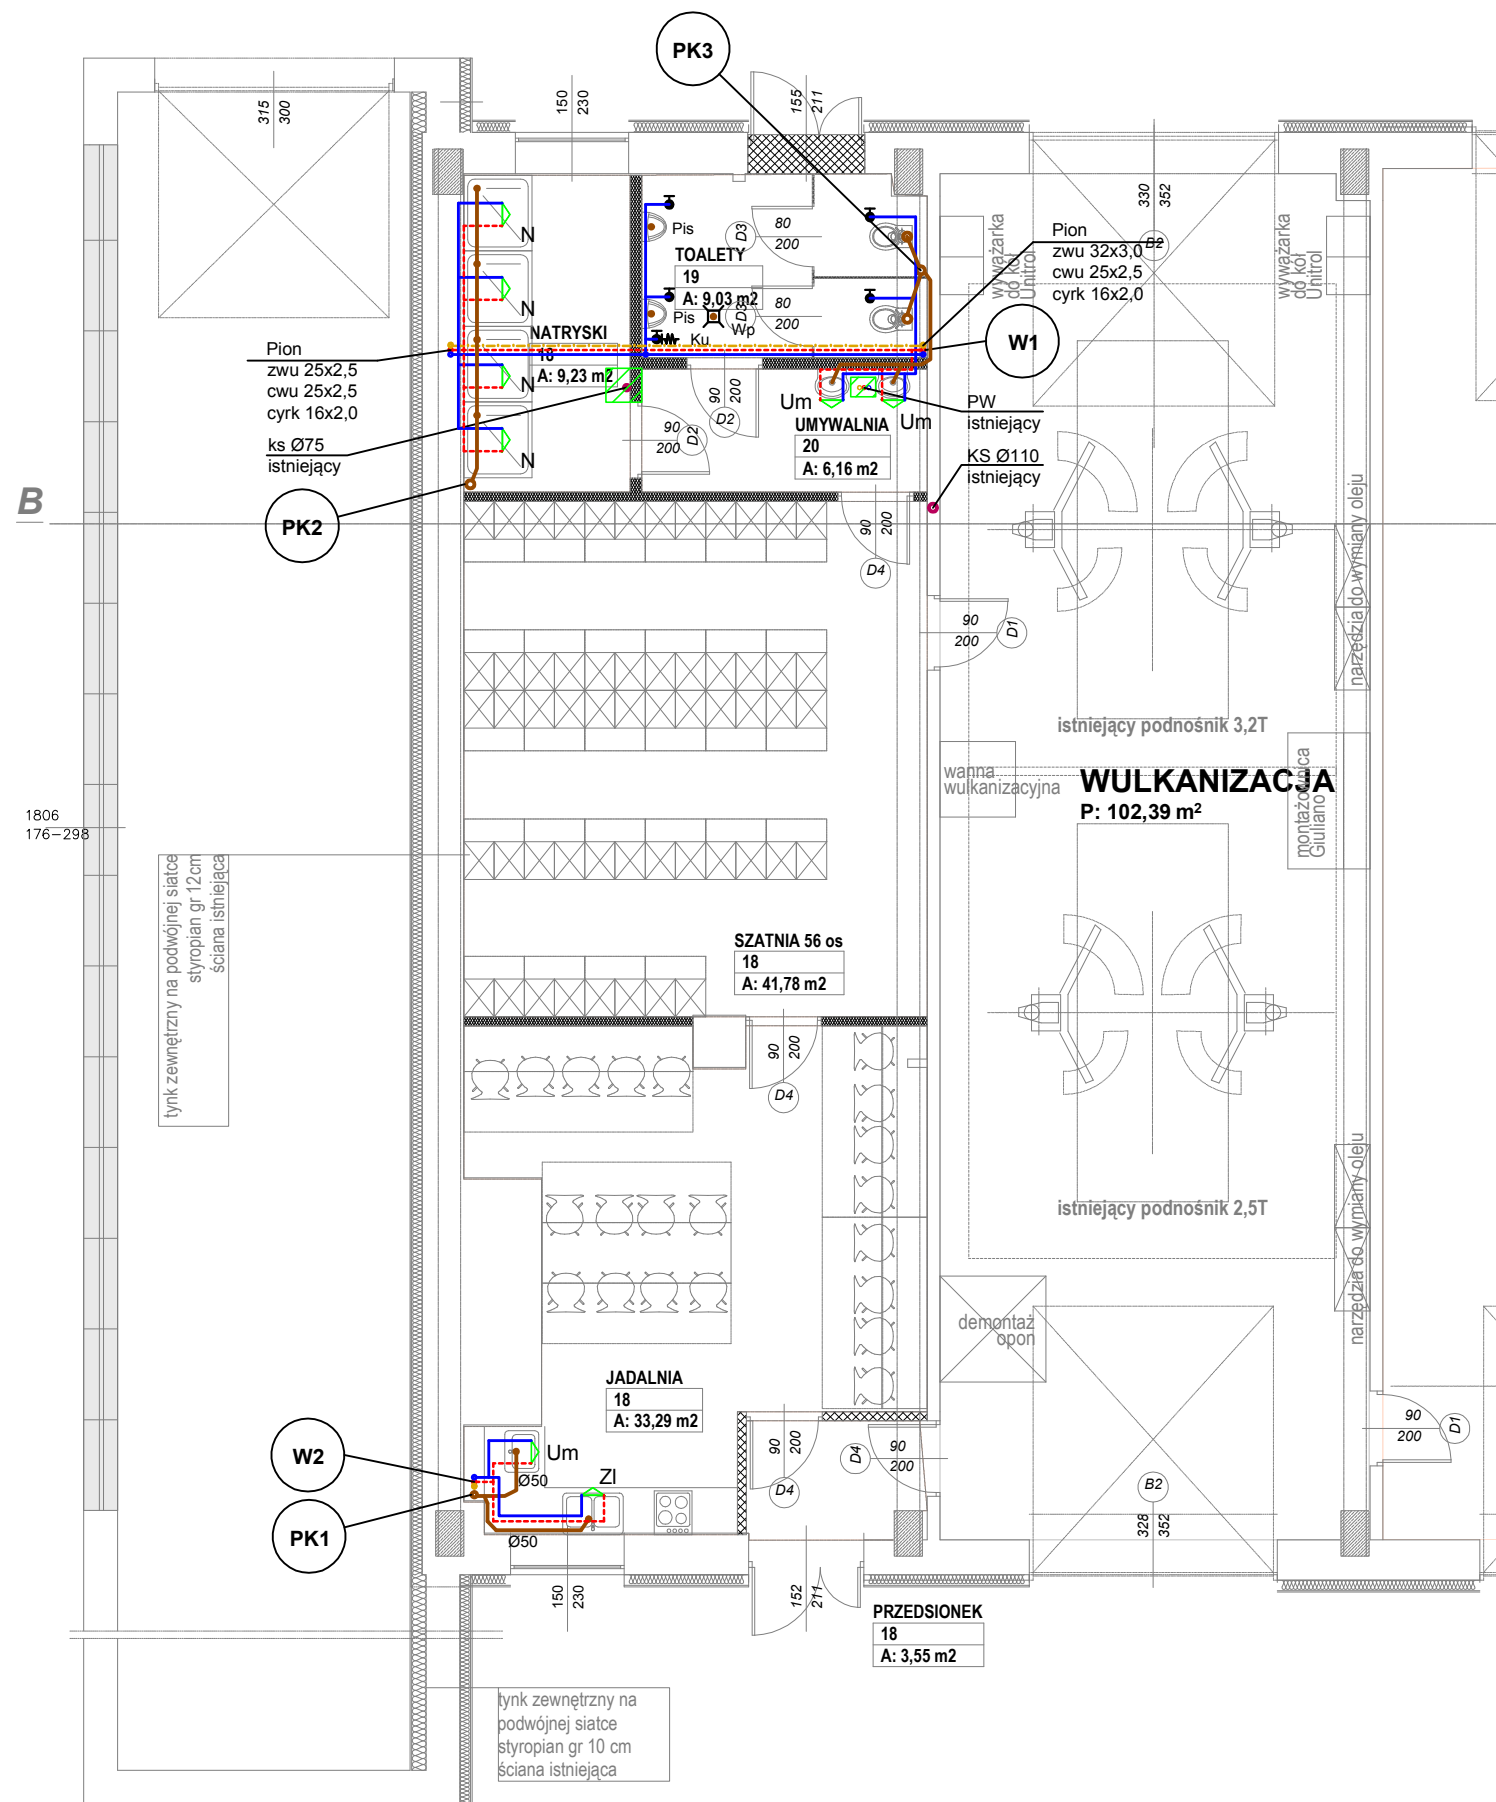 PK3
315
300
150
230
155
211
330
352
B2
wyważarka
do kół
Unitrol
wyważarka
do kół
Unitrol
Pion
zwu 32x3,0
cwu 25x2,5
cyrk 16x2,0
W1
N
N
N
N
Pis
Pis
TOALETY
19
A: 9,03 m2
D3
80
200
D3
80
200
Wp
Ku
NATRYSKI
18
A: 9,23 m2
Pion
zwu 25x2,5
cwu 25x2,5
cyrk 16x2,0
ks Ø75
istniejący
PK2
90
200
D2
90
200
D2
Um
Um
UMYWALNIA
20
A: 6,16 m2
PW
istniejący
KS Ø110
istniejący
B
90
200
D4
90
200
D1
narzędzia do wymiany oleju
istniejący podnośnik 3,2T
wanna
wulkanizacyjna
WULKANIZACJA
P: 102,39 m²
montażownica
Giuliano
1806
176-298
tynk zewnętrzny na podwójnej siatce
styropian gr 12cm
ściana istniejąca
SZATNIA 56 os
18
A: 41,78 m2
90
200
D4
istniejący podnośnik 2,5T
narzędzia do wymiany oleju
demontaż
opon
JADALNIA
18
A: 33,29 m2
W2
PK1
Um
Ø50
Zl
Ø50
90
200
D4
D4
90
200
90
200
D1
B2
328
352
150
230
152
211
PRZEDSIONEK
18
A: 3,55 m2
tynk zewnętrzny na
podwójnej siatce
styropian gr 10 cm
ściana istniejąca